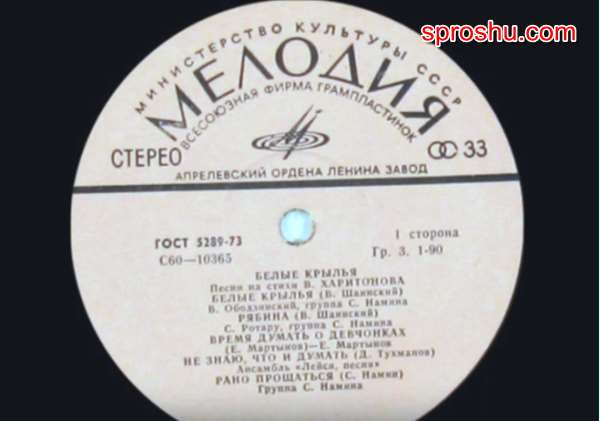 sproshu.com
МИНИСТЕРСТВО КУЛЬТУРЫ СССР
МЕЛОДИЯ
ВСЕСОЮЗНАЯ ФИРМА ГРАМПЛАСТИНОК
СТЕРЕО
33
АПРЕЛЕВСКИЙ ОРДЕНА ЛЕНИНА ЗАВОД
ГОСТ 5289-73
I сторона
С60—10365
Гр. 3. 1-90
БЕЛЫЕ КРЫЛЬЯ
Песни на стихи В. ХАРИТОНОВА
БЕЛЫЕ КРЫЛЬЯ (В. Шаинский)
В. Ободзинский, группа С. Намина
РЯБИНА (В. Шаинский)
С. Ротару, группа С. Намина
ВРЕМЯ ДУМАТЬ О ДЕВЧОНКАХ
(Е. Мартынов)—Е. Мартынов
НЕ ЗНАЮ, ЧТО И ДУМАТЬ (Д. Тухманов)
Ансамбль «Лейся, песня»
РАНО ПРОЩАТЬСЯ (С. Намин)
Группа С. Намина